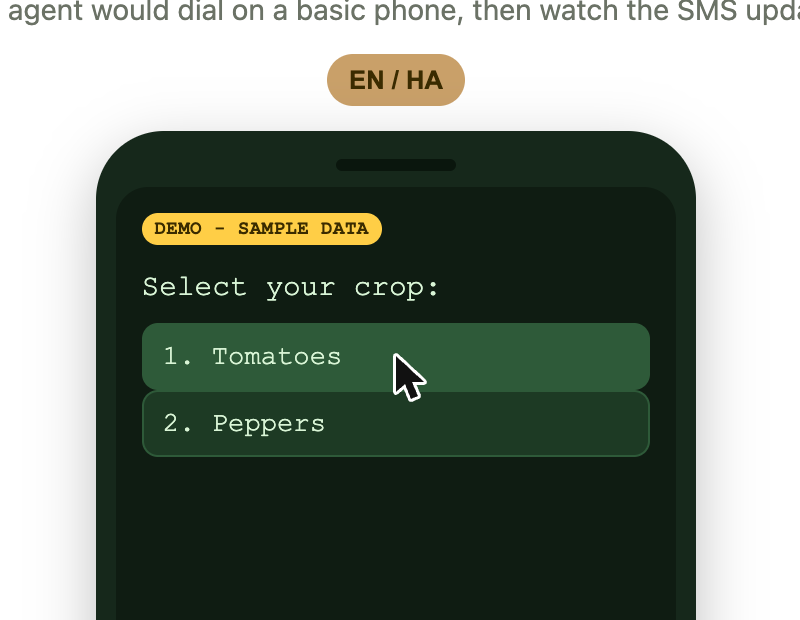 agent would dial on a basic phone, then watch the SMS
EN / HA
DEMO - SAMPLE DATA
Select your crop:
1. Tomatoes
2. Peppers